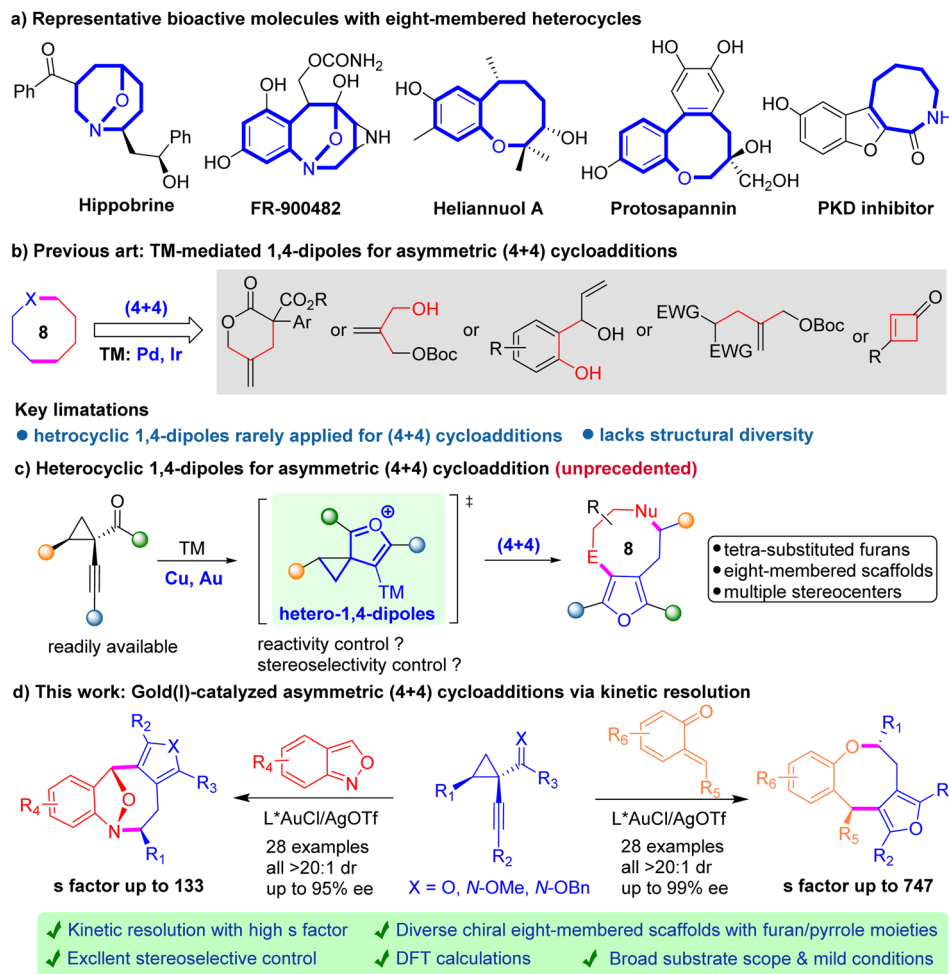 a) Representative bioactive molecules with eight-membered heterocycles
O
Ph
O
N
Ph
OH
Hippobrine
OCONH2
OH
OH
O
NH
HO
N
FR-900482
HO
O
OH
Heliannuol A
HO
OH
HO
O
OH
CH2OH
Protosapannin
HO
O
NH
O
PKD inhibitor
b) Previous art: TM-mediated 1,4-dipoles for asymmetric (4+4) cycloadditions
X
8
(4+4)
TM: Pd, Ir
O
O
CO2R
Ar
or
OH
OBoc
or
R
OH
OH
or
EWG
EWG
OBoc
or
O
R
Key limatations
hetrocyclic 1,4-dipoles rarely applied for (4+4) cycloadditions
lacks structural diversity
c) Heterocyclic 1,4-dipoles for asymmetric (4+4) cycloaddition (unprecedented)
O
readily available
TM
Cu, Au
O
⊕
TM
hetero-1,4-dipoles
‡
reactivity control ?
stereoselectivity control ?
(4+4)
R
Nu
E
8
O
tetra-substituted furans
eight-membered scaffolds
multiple stereocenters
d) This work: Gold(I)-catalyzed asymmetric (4+4) cycloadditions via kinetic resolution
R2
X
R3
R4
O
N
R1
s factor up to 133
R4
O
N
L*AuCl/AgOTf
28 examples
all >20:1 dr
up to 95% ee
X
R3
R1
R2
X = O, N-OMe, N-OBn
R6
O
R5
L*AuCl/AgOTf
28 examples
all >20:1 dr
up to 99% ee
R1
O
R6
R
O
R5
R2
s factor up to 747
Kinetic resolution with high s factor
Diverse chiral eight-membered scaffolds with furan/pyrrole moieties
Excllent stereoselective control
DFT calculations
Broad substrate scope & mild conditions